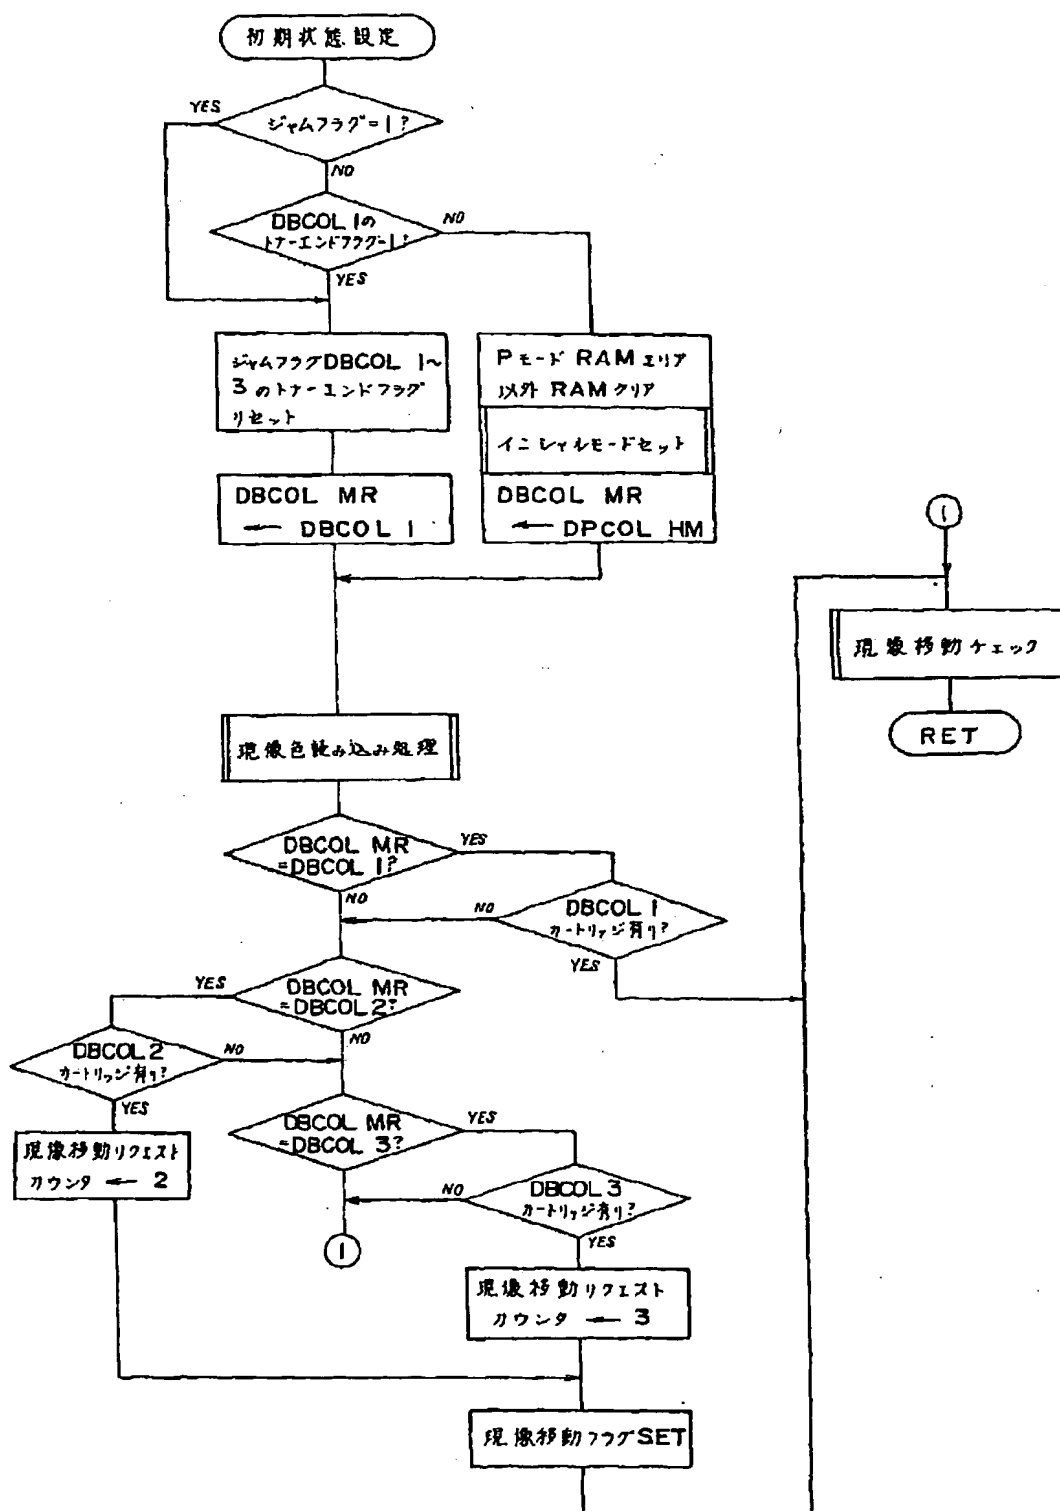 初期状態設定
YES
ジャムフラグ=1?
NO
DBCOL 1の
トナーエンドフラグ=1?
NO
YES
ジャムフラグDBCOL 1~
3のトナーエンドフラグ
リセット
PモードRAMエリア
以外RAMクリア
イニシャルモードセット
DBCOL MR
← DBCOL 1
DBCOL MR
← DPCOL HM
1
現像移動チェック
RET
現像色読み込み処理
DBCOL MR
=DBCOL 1?
YES
NO
NO
DBCOL 1
カートリッジ有り?
YES
YES
DBCOL MR
=DBCOL 2?
NO
DBCOL 2
カートリッジ有り?
NO
YES
DBCOL MR
=DBCOL 3?
YES
現像移動リクエスト
カウンタ ← 2
NO
DBCOL 3
カートリッジ有り?
1
YES
現像移動リクエスト
カウンタ ← 3
現像移動フラグSET